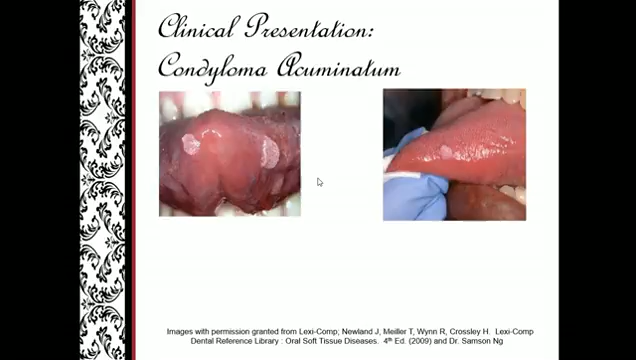 Clinical Presentation:
Condyloma Acuminatum
Images with permission granted from Lexi-Comp; Newland J, Meiller T, Wynn R, Crossley H. Lexi-Comp
Dental Reference Library : Oral Soft Tissue Diseases. 4th Ed. (2009) and Dr. Samson Ng